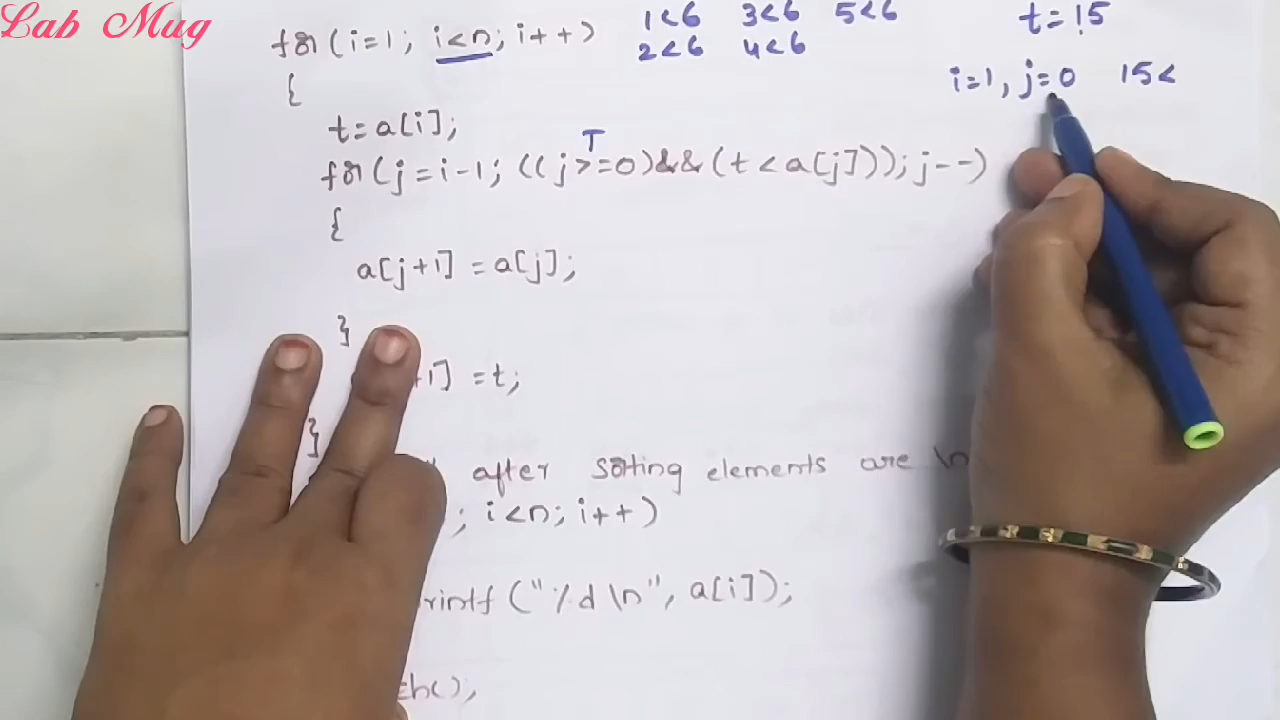 Lab Mug
for(i=1; i<n; i++) 1<6 3<6 5<6
2<6 4<6
t=15
{
i=1, j=0 15<
t=a[i];
T
for(j=i-1; ((j>=0)&&(t<a[j])); j--)
{
a[j+1]=a[j];
}
+1] =t;
}
" after sorting elements are \n
; i<n; i++)
rintf ("%d\n", a[i]);
ch();